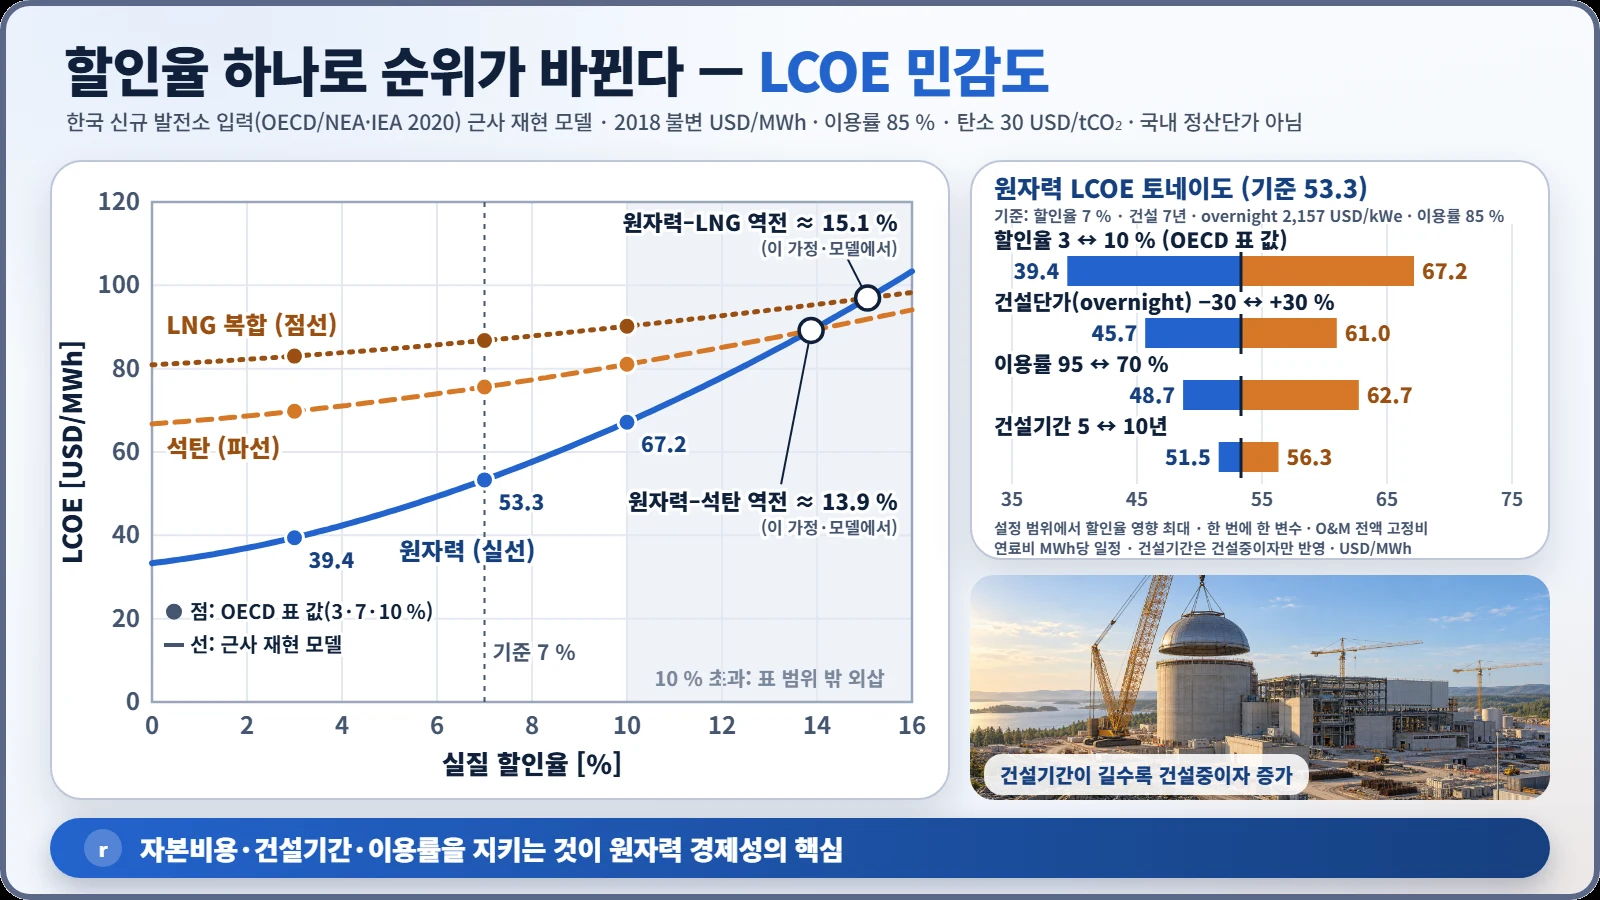 할인율 하나로 순위가 바뀐다 — LCOE 민감도
한국 신규 발전소 입력(OECD/NEA·IEA 2020) 근사 재현 모델 · 2018 불변 USD/MWh · 이용률 85 % · 탄소 30 USD/tCO₂ · 국내 정산단가 아님
LCOE [USD/MWh]
120
100
80
60
40
20
0
0 2 4 6 8 10 12 14 16
실질 할인율 [%]
원자력–LNG 역전 ≈ 15.1 %
(이 가정·모델에서)
LNG 복합 (점선)
석탄 (파선)
67.2
53.3
39.4
원자력 (실선)
원자력–석탄 역전 ≈ 13.9 %
(이 가정·모델에서)
점: OECD 표 값(3·7·10 %)
선: 근사 재현 모델
기준 7 %
10 % 초과: 표 범위 밖 외삽
원자력 LCOE 토네이도 (기준 53.3)
기준: 할인율 7 % · 건설 7년 · overnight 2,157 USD/kWe · 이용률 85 %
할인율 3 ↔ 10 % (OECD 표 값)
39.4 67.2
건설단가(overnight) −30 ↔ +30 %
45.7 61.0
이용률 95 ↔ 70 %
48.7 62.7
건설기간 5 ↔ 10년
51.5 56.3
35 45 55 65 75
설정 범위에서 할인율 영향 최대 · 한 번에 한 변수 · O&M 전액 고정비
연료비 MWh당 일정 · 건설기간은 건설중이자만 반영 · USD/MWh
건설기간이 길수록 건설중이자 증가
r 자본비용·건설기간·이용률을 지키는 것이 원자력 경제성의 핵심